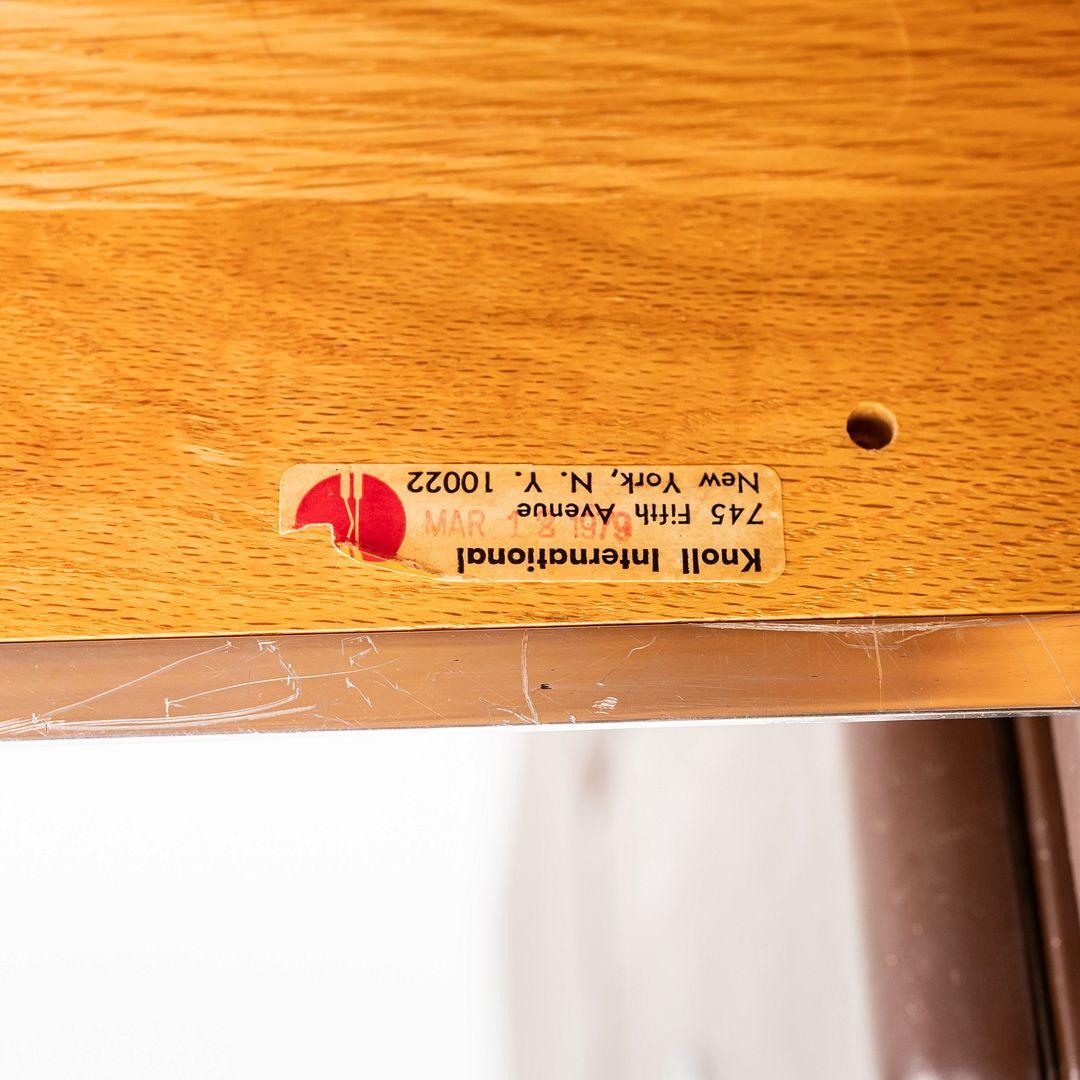 Knoll International
745 Fifth Avenue
New York, N. Y. 10022
MAR 12 1979